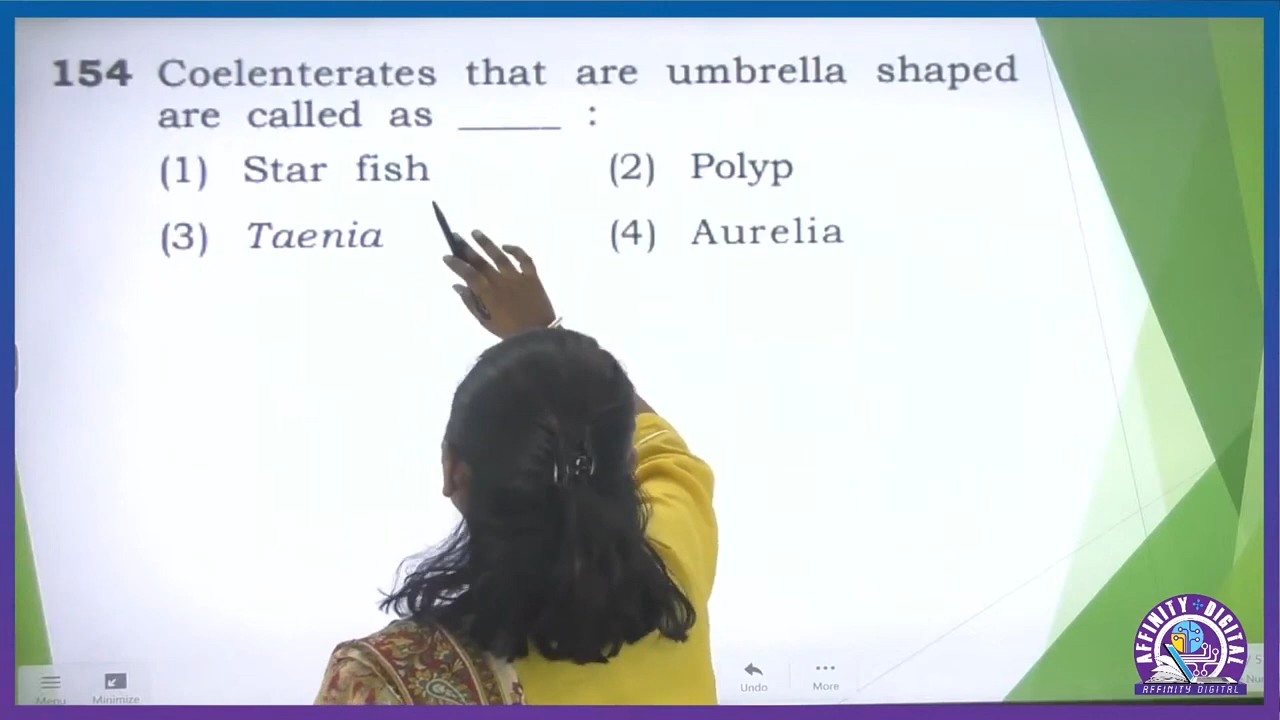 154 Coelenterates that are umbrella shaped
are called as _____ :
(1) Star fish (2) Polyp
(3) Taenia (4) Aurelia
Menu Minimize Undo More
AFFINITY DIGITAL
AFFINITY DIGITAL